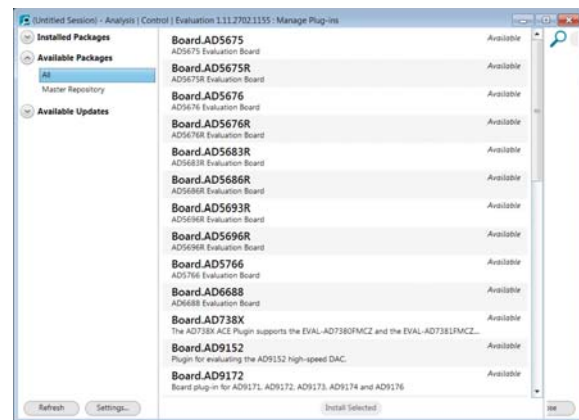 (Untitled Session) - Analysis | Control | Evaluation 1.11.2702.1155 : Manage Plug-ins
Installed Packages
Available Packages
All
Master Repository
Available Updates
Board.AD5675 Available
AD5675 Evaluation Board
Board.AD5675R Available
AD5675R Evaluation Board
Board.AD5676 Available
AD5676 Evaluation Board
Board.AD5676R Available
AD5676R Evaluation Board
Board.AD5683R Available
AD5683R Evaluation Board
Board.AD5686R Available
AD5686R Evaluation Board
Board.AD5693R Available
AD5693R Evaluation Board
Board.AD5696R Available
AD5696R Evaluation Board
Board.AD5766 Available
AD5766 Evaluation Board
Board.AD6688 Available
AD6688 Evaluation Board
Board.AD738X Available
The AD738X ACE Plugin supports the EVAL-AD7380FMCZ and the EVAL-AD7381FMCZ...
Board.AD9152 Available
Plugin for evaluating the AD9152 high-speed DAC.
Board.AD9172 Available
Board plug-in for AD9171, AD9172, AD9173, AD9174 and AD9176
Refresh
Settings...
Install Selected